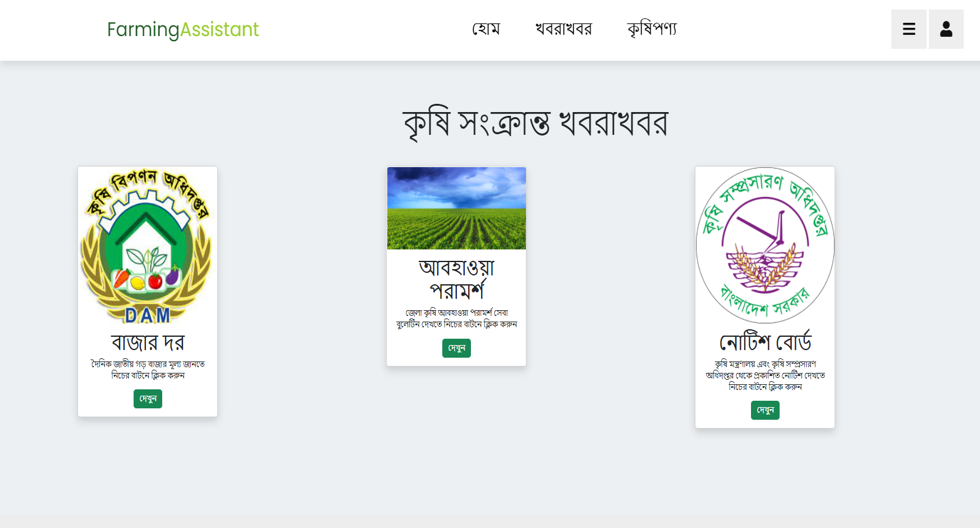 FarmingAssistant
হোম
খবরাখবর
কৃষিপণ্য
কৃষি সংক্রান্ত খবরাখবর
কৃষি বিপণন অধিদপ্তর
DAM
বাজার দর
দৈনিক জাতীয় গড় বাজার মূল্য জানতে
নিচের বাটনে ক্লিক করুন
দেখুন
আবহাওয়া
পরামর্শ
জেলা কৃষি আবহাওয়া পরামর্শ সেবা
বুলেটিন দেখতে নিচের বাটনে ক্লিক করুন
দেখুন
কৃষি সম্প্রসারণ অধিদপ্তর
বাংলাদেশ সরকার
নোটিশ বোর্ড
কৃষি মন্ত্রণালয় এবং কৃষি সম্প্রসারণ
অধিদপ্তর থেকে প্রকাশিত নোটিশ দেখতে
নিচের বাটনে ক্লিক করুন
দেখুন